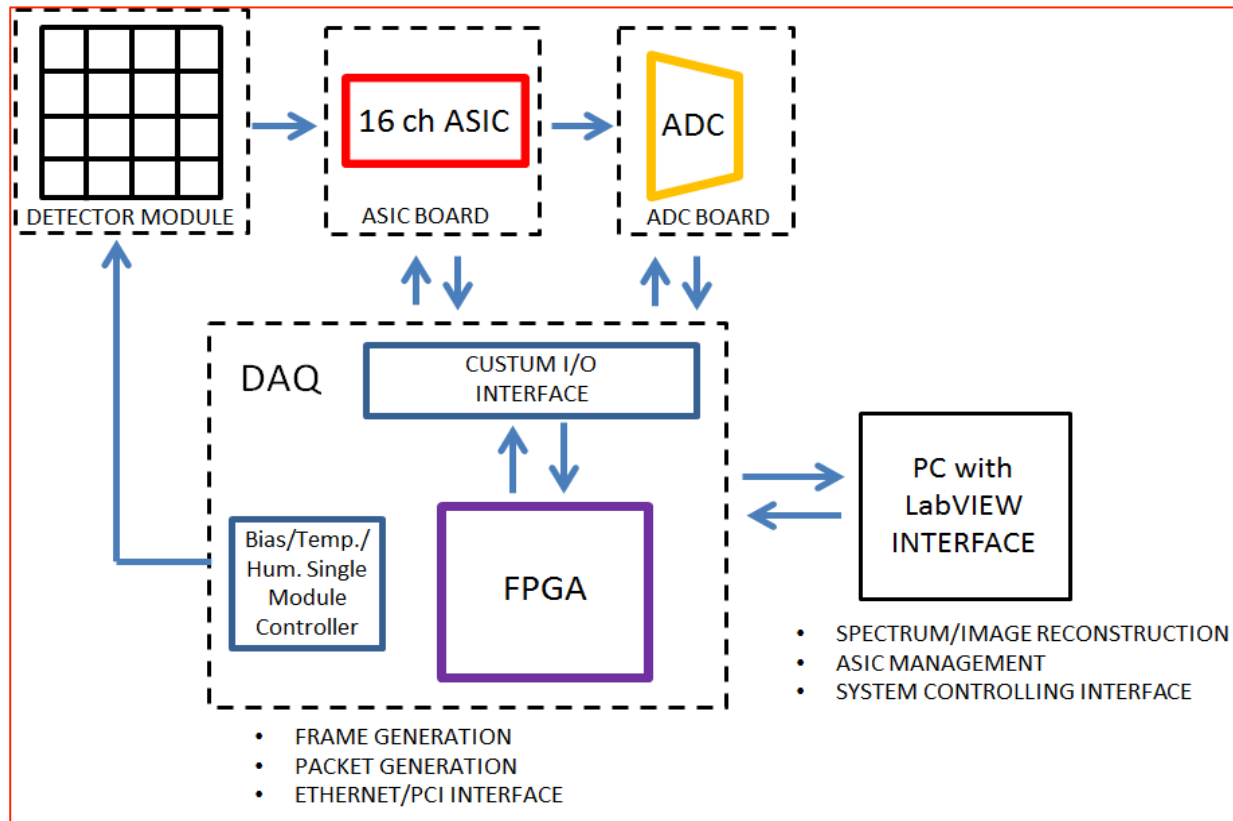 16 ch ASIC
ADC
DETECTOR MODULE
ASIC BOARD
ADC BOARD
DAQ
CUSTUM I/O
INTERFACE
Bias/Temp./
Hum. Single
Module
Controller
FPGA
PC with
LabVIEW
INTERFACE
• SPECTRUM/IMAGE RECONSTRUCTION
• ASIC MANAGEMENT
• SYSTEM CONTROLLING INTERFACE
• FRAME GENERATION
• PACKET GENERATION
• ETHERNET/PCI INTERFACE